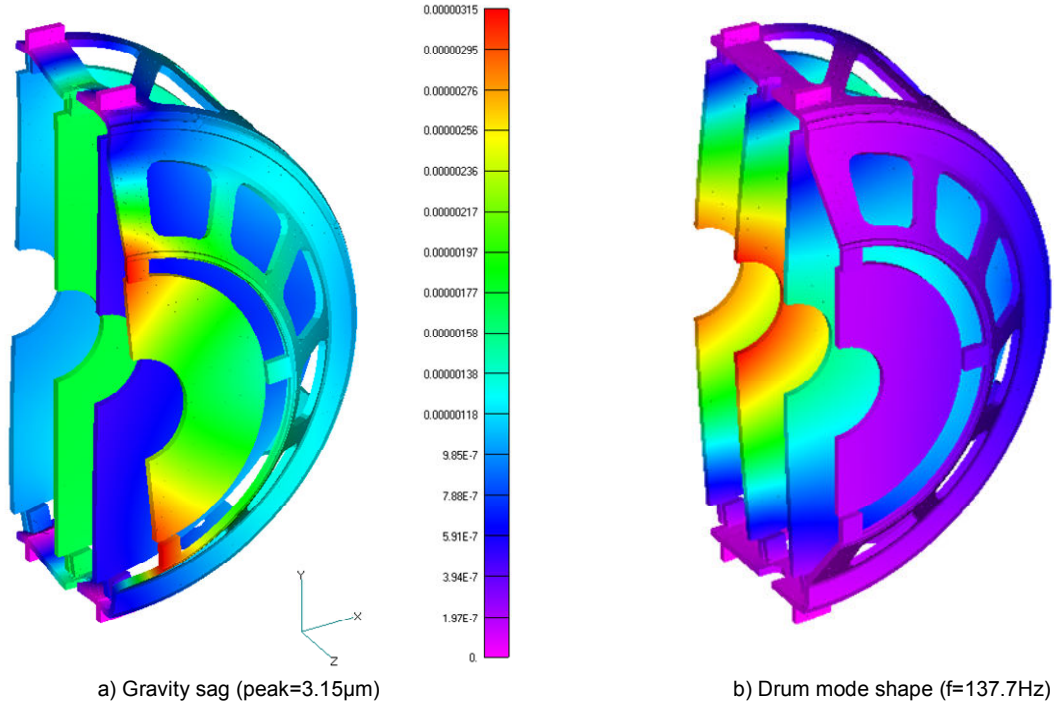 0.00000315
0.00000295
0.00000276
0.00000256
0.00000236
0.00000217
0.00000197
0.00000177
0.00000158
0.00000138
0.00000118
9.85E-7
7.88E-7
5.91E-7
3.94E-7
1.97E-7
0.
Y
X
Z
a) Gravity sag (peak=3.15µm)
b) Drum mode shape (f=137.7Hz)